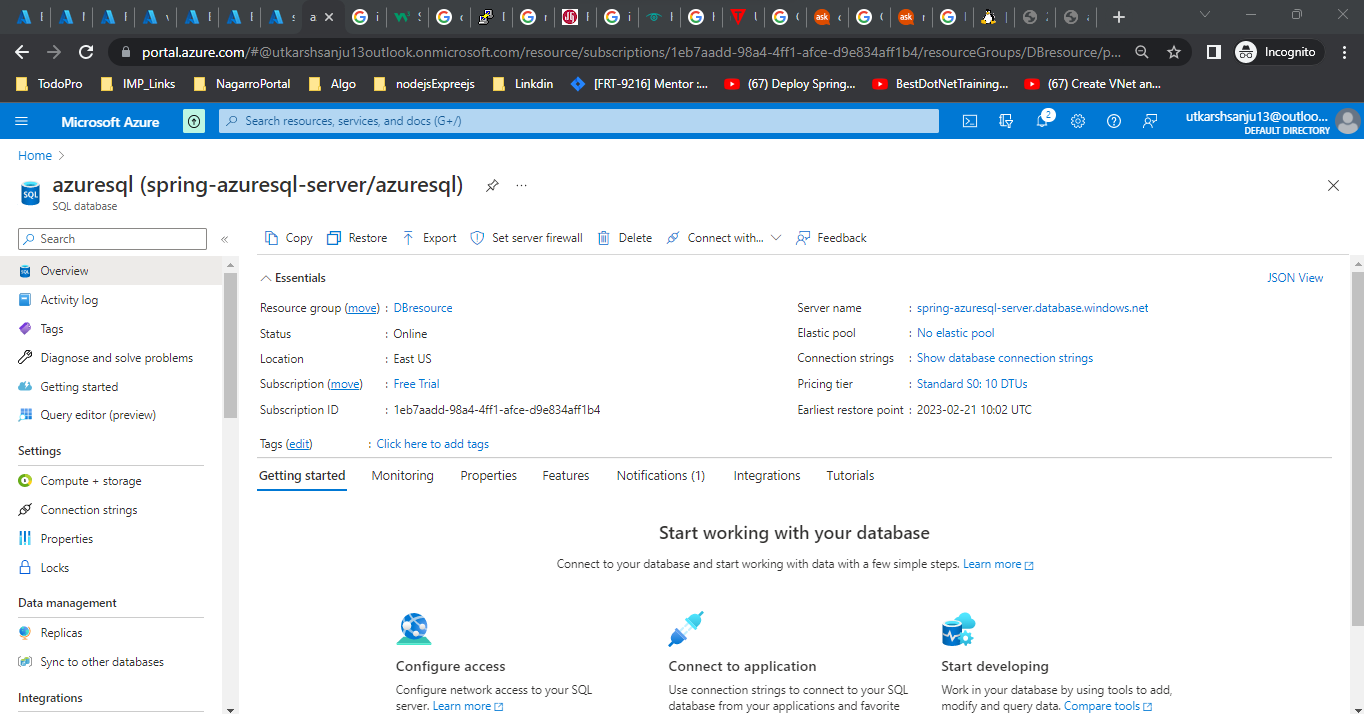 portal.azure.com/#@utkarshsanju13outlook.onmicrosoft.com/resource/subscriptions/1eb7aadd-98a4-4ff1-afce-d9e834aff1b4/resourceGroups/DBresource/p...
Incognito
TodoPro IMP_Links NagarroPortal Algo nodejsExpreejs Linkdin [FRT-9216] Mentor :... (67) Deploy Spring... BestDotNetTraining... (67) Create VNet an...
Microsoft Azure
Search resources, services, and docs (G+/)
2
utkarshsanju13@outloo...
DEFAULT DIRECTORY
Home
azuresql (spring-azuresql-server/azuresql)
...
SQL database
Search
«
Copy Restore Export Set server firewall Delete Connect with... Feedback
Overview
Activity log
Tags
Diagnose and solve problems
Getting started
Query editor (preview)
Settings
Compute + storage
Connection strings
Properties
Locks
Data management
Replicas
Sync to other databases
Integrations
Essentials
JSON View
Resource group (move) : DBresource
Status : Online
Location : East US
Subscription (move) : Free Trial
Subscription ID : 1eb7aadd-98a4-4ff1-afce-d9e834aff1b4
Server name : spring-azuresql-server.database.windows.net
Elastic pool : No elastic pool
Connection strings : Show database connection strings
Pricing tier : Standard S0: 10 DTUs
Earliest restore point : 2023-02-21 10:02 UTC
Tags (edit) : Click here to add tags
Getting started Monitoring Properties Features Notifications (1) Integrations Tutorials
Start working with your database
Connect to your database and start working with data with a few simple steps. Learn more
Configure access
Configure network access to your SQL
server. Learn more
Connect to application
Use connection strings to connect to your SQL
database from your applications and favorite
Start developing
Work in your database by using tools to add,
modify and query data. Compare tools